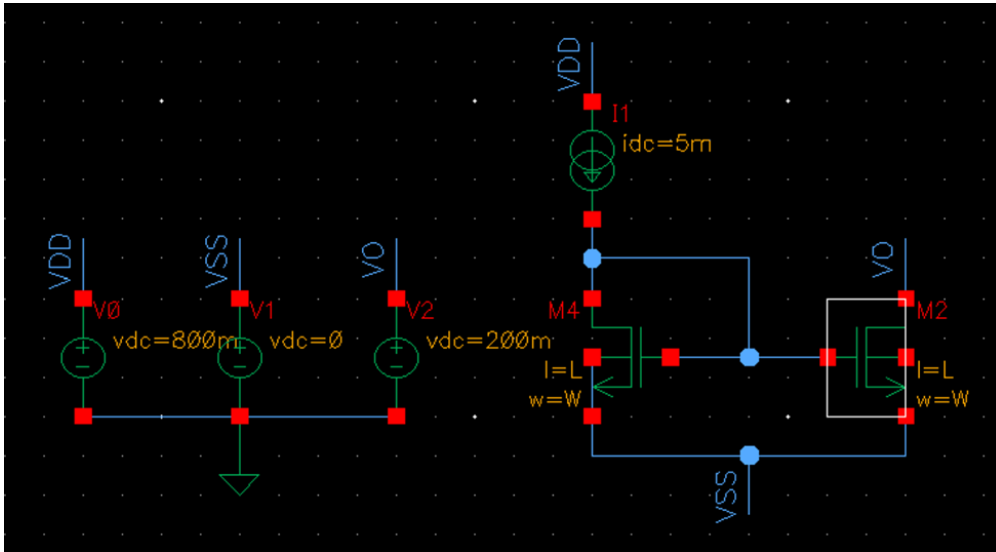 VDD
I1
idc=5m
VDD
VSS
VO
VO
V0
V1
V2
M4
M2
vdc=800m
vdc=0
vdc=200m
l=L
l=L
w=W
w=W
VSS